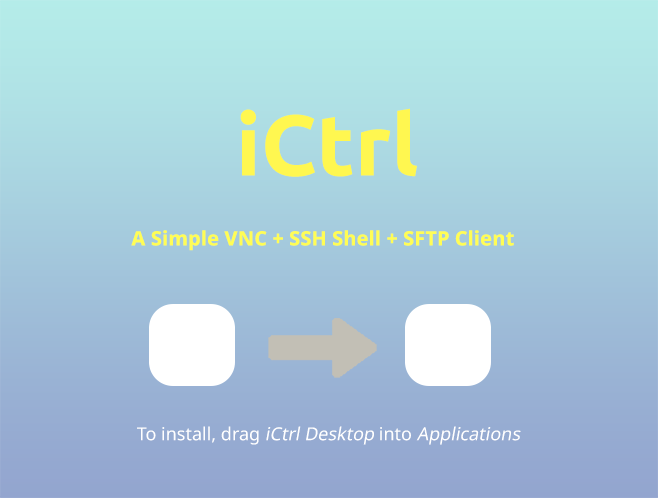 iCtrl
A Simple VNC + SSH Shell + SFTP Client
To install, drag iCtrl Desktop into Applications